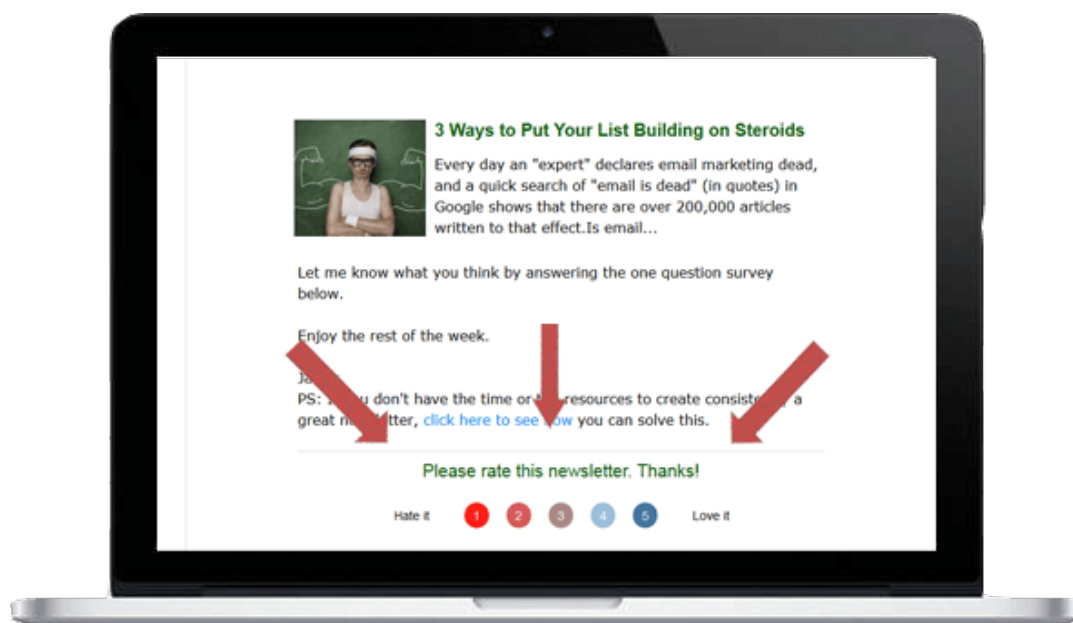 3 Ways to Put Your List Building on Steroids
Every day an "expert" declares email marketing dead,
and a quick search of "email is dead" (in quotes) in
Google shows that there are over 200,000 articles
written to that effect.Is email...
Let me know what you think by answering the one question survey
below.
Enjoy the rest of the week.
PS: you don't have the time or resources to create a
great click here to see you can solve this.
Please rate this newsletter. Thanks!
Hate it 1 2 3 4 5 Love it